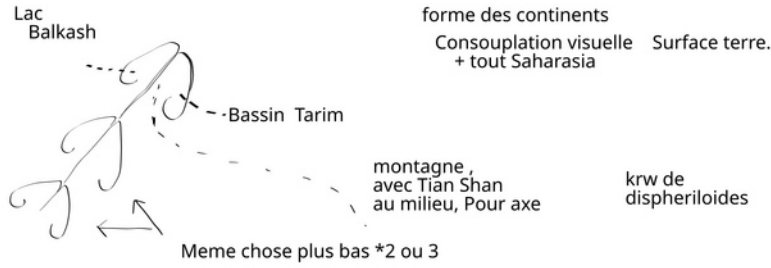 Lac
Balkash
forme des continents
Consouplation visuelle
+ tout Saharasia
Surface terre.
Bassin Tarim
montagne,
avec Tian Shan
au milieu, Pour axe
krw de
dispheriloides
Meme chose plus bas *2 ou 3